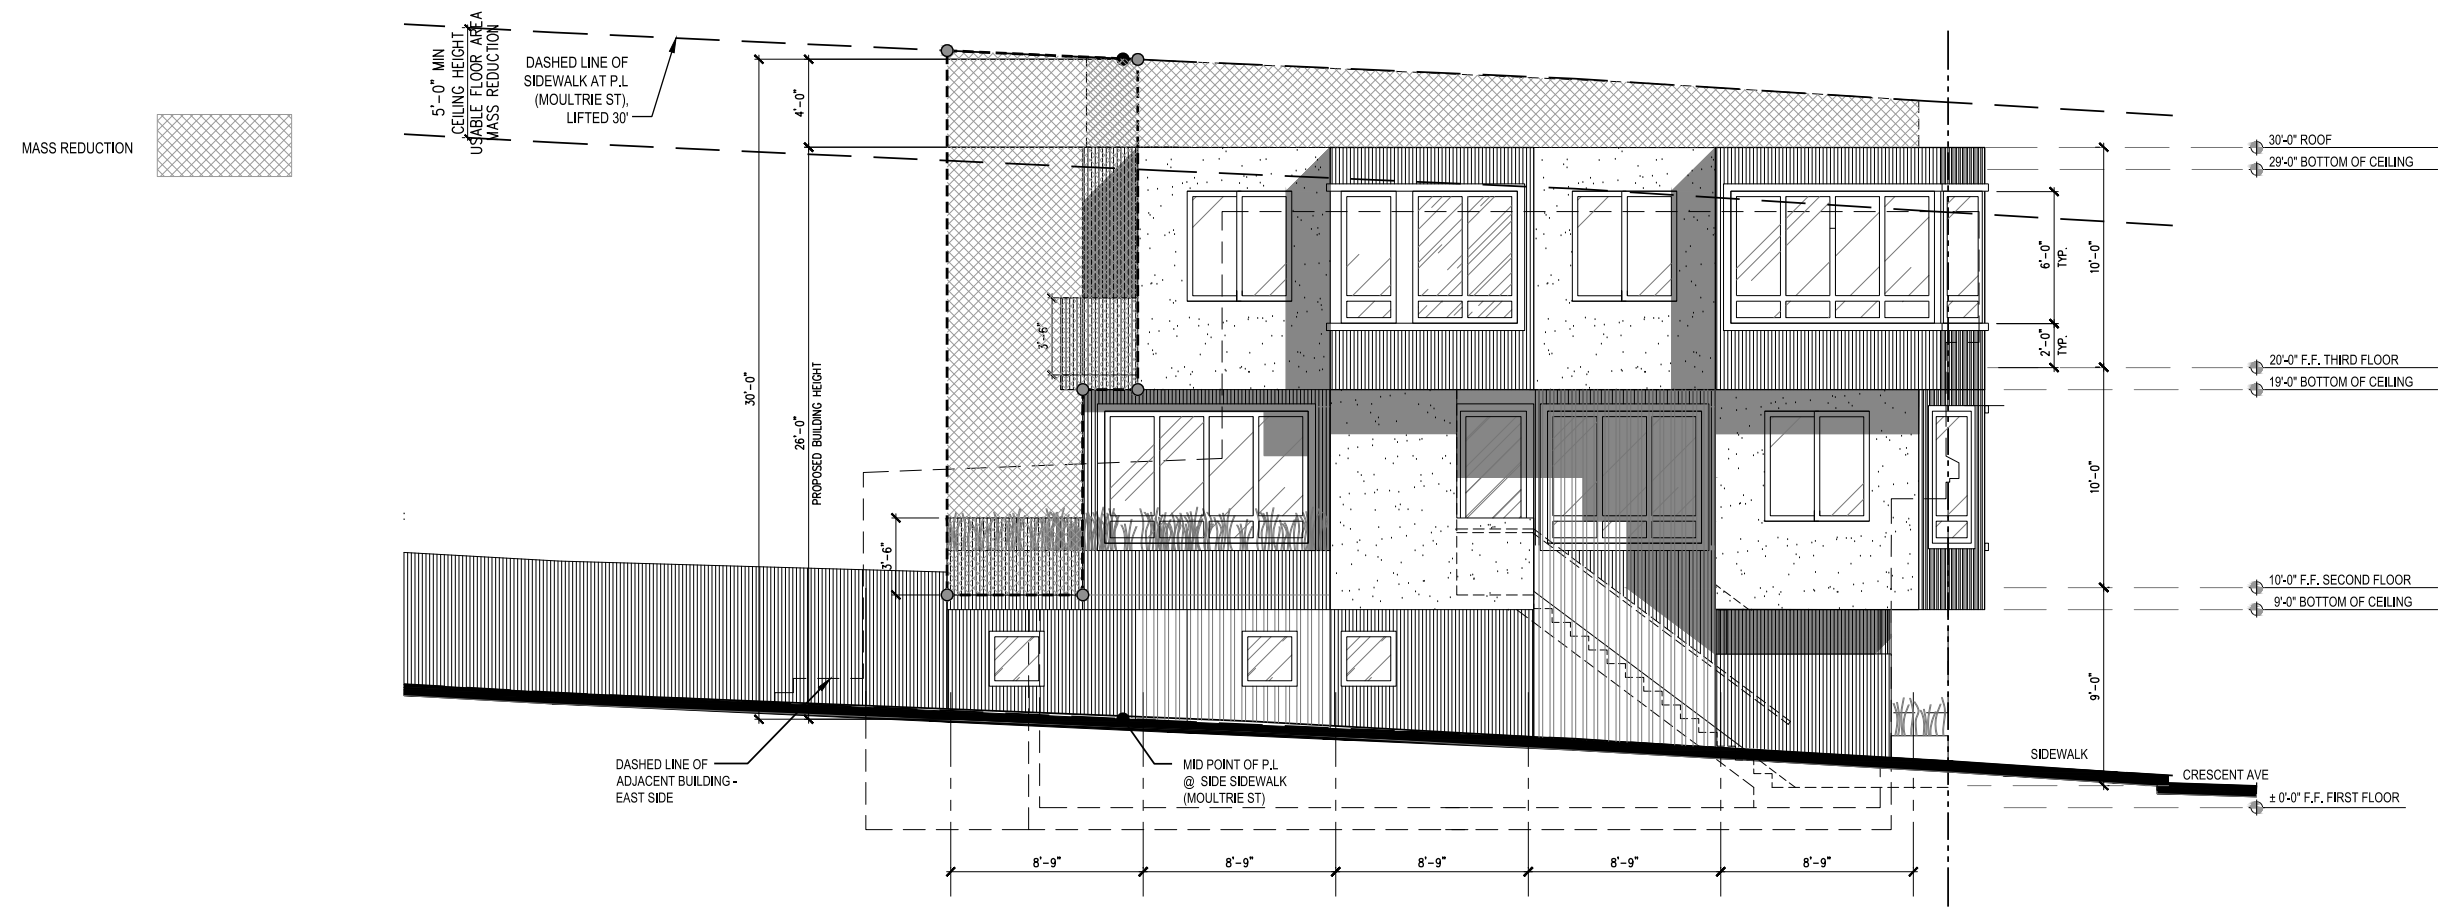 5'-0" MIN
CEILING HEIGHT
USABLE FLOOR AREA
MASS REDUCTION
DASHED LINE OF
SIDEWALK AT P.L
(MOULTRIE ST),
LIFTED 30'
MASS REDUCTION
4'-0"
30'-0"
26'-0"
PROPOSED BUILDING HEIGHT
3'-6"
3'-6"
30'-0" ROOF
29'-0" BOTTOM OF CEILING
6'-0"
TYP.
10'-0"
2'-0"
TYP.
20'-0" F.F. THIRD FLOOR
19'-0" BOTTOM OF CEILING
10'-0"
10'-0" F.F. SECOND FLOOR
9'-0" BOTTOM OF CEILING
9'-0"
DASHED LINE OF
ADJACENT BUILDING -
EAST SIDE
MID POINT OF P.L
@ SIDE SIDEWALK
(MOULTRIE ST)
SIDEWALK
CRESCENT AVE
± 0'-0" F.F. FIRST FLOOR
8'-9"
8'-9"
8'-9"
8'-9"
8'-9"